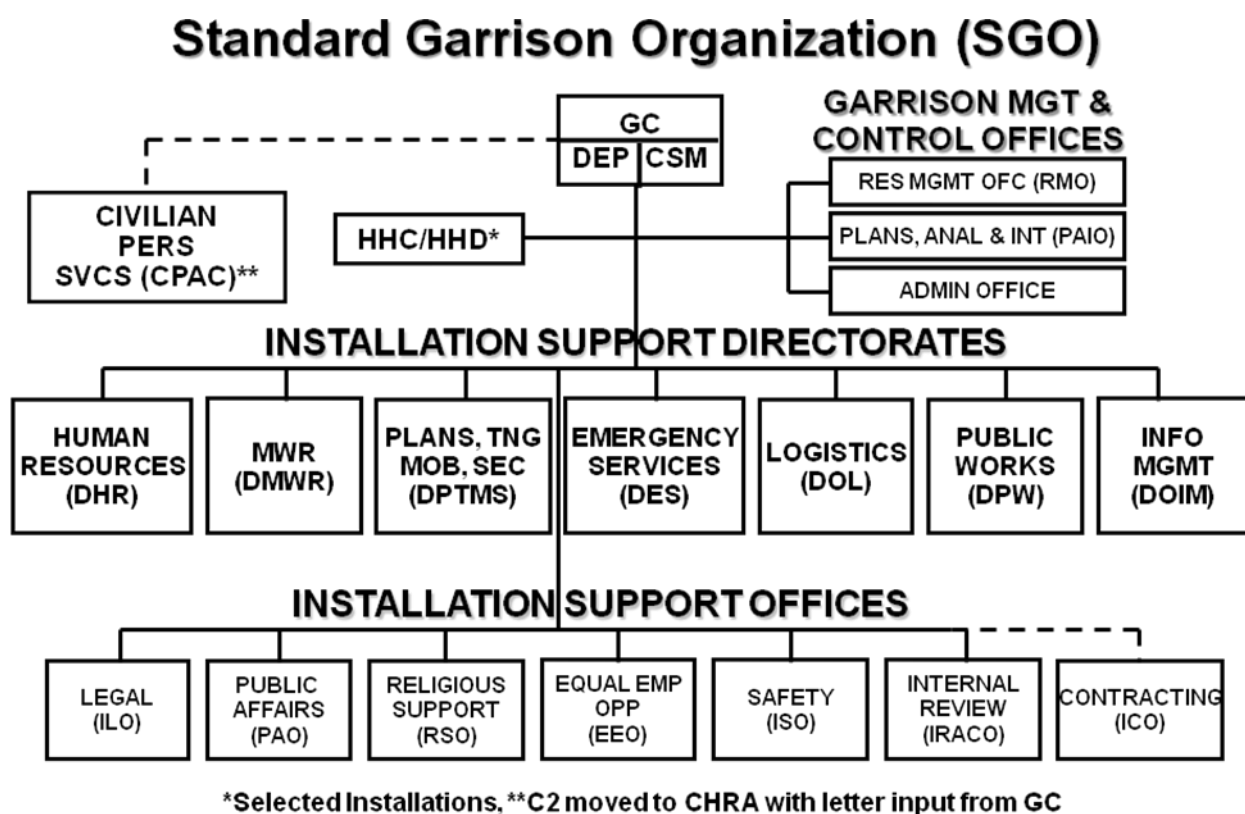 Standard Garrison Organization (SGO)
GC
DEP CSM
GARRISON MGT &
CONTROL OFFICES
RES MGMT OFC (RMO)
PLANS, ANAL & INT (PAIO)
ADMIN OFFICE
CIVILIAN
PERS
SVCS (CPAC)**
HHC/HHD*
INSTALLATION SUPPORT DIRECTORATES
HUMAN
RESOURCES
(DHR)
MWR
(DMWR)
PLANS, TNG
MOB, SEC
(DPTMS)
EMERGENCY
SERVICES
(DES)
LOGISTICS
(DOL)
PUBLIC
WORKS
(DPW)
INFO
MGMT
(DOIM)
INSTALLATION SUPPORT OFFICES
LEGAL
(ILO)
PUBLIC
AFFAIRS
(PAO)
RELIGIOUS
SUPPORT
(RSO)
EQUAL EMP
OPP
(EEO)
SAFETY
(ISO)
INTERNAL
REVIEW
(IRACO)
CONTRACTING
(ICO)
*Selected Installations, **C2 moved to CHRA with letter input from GC